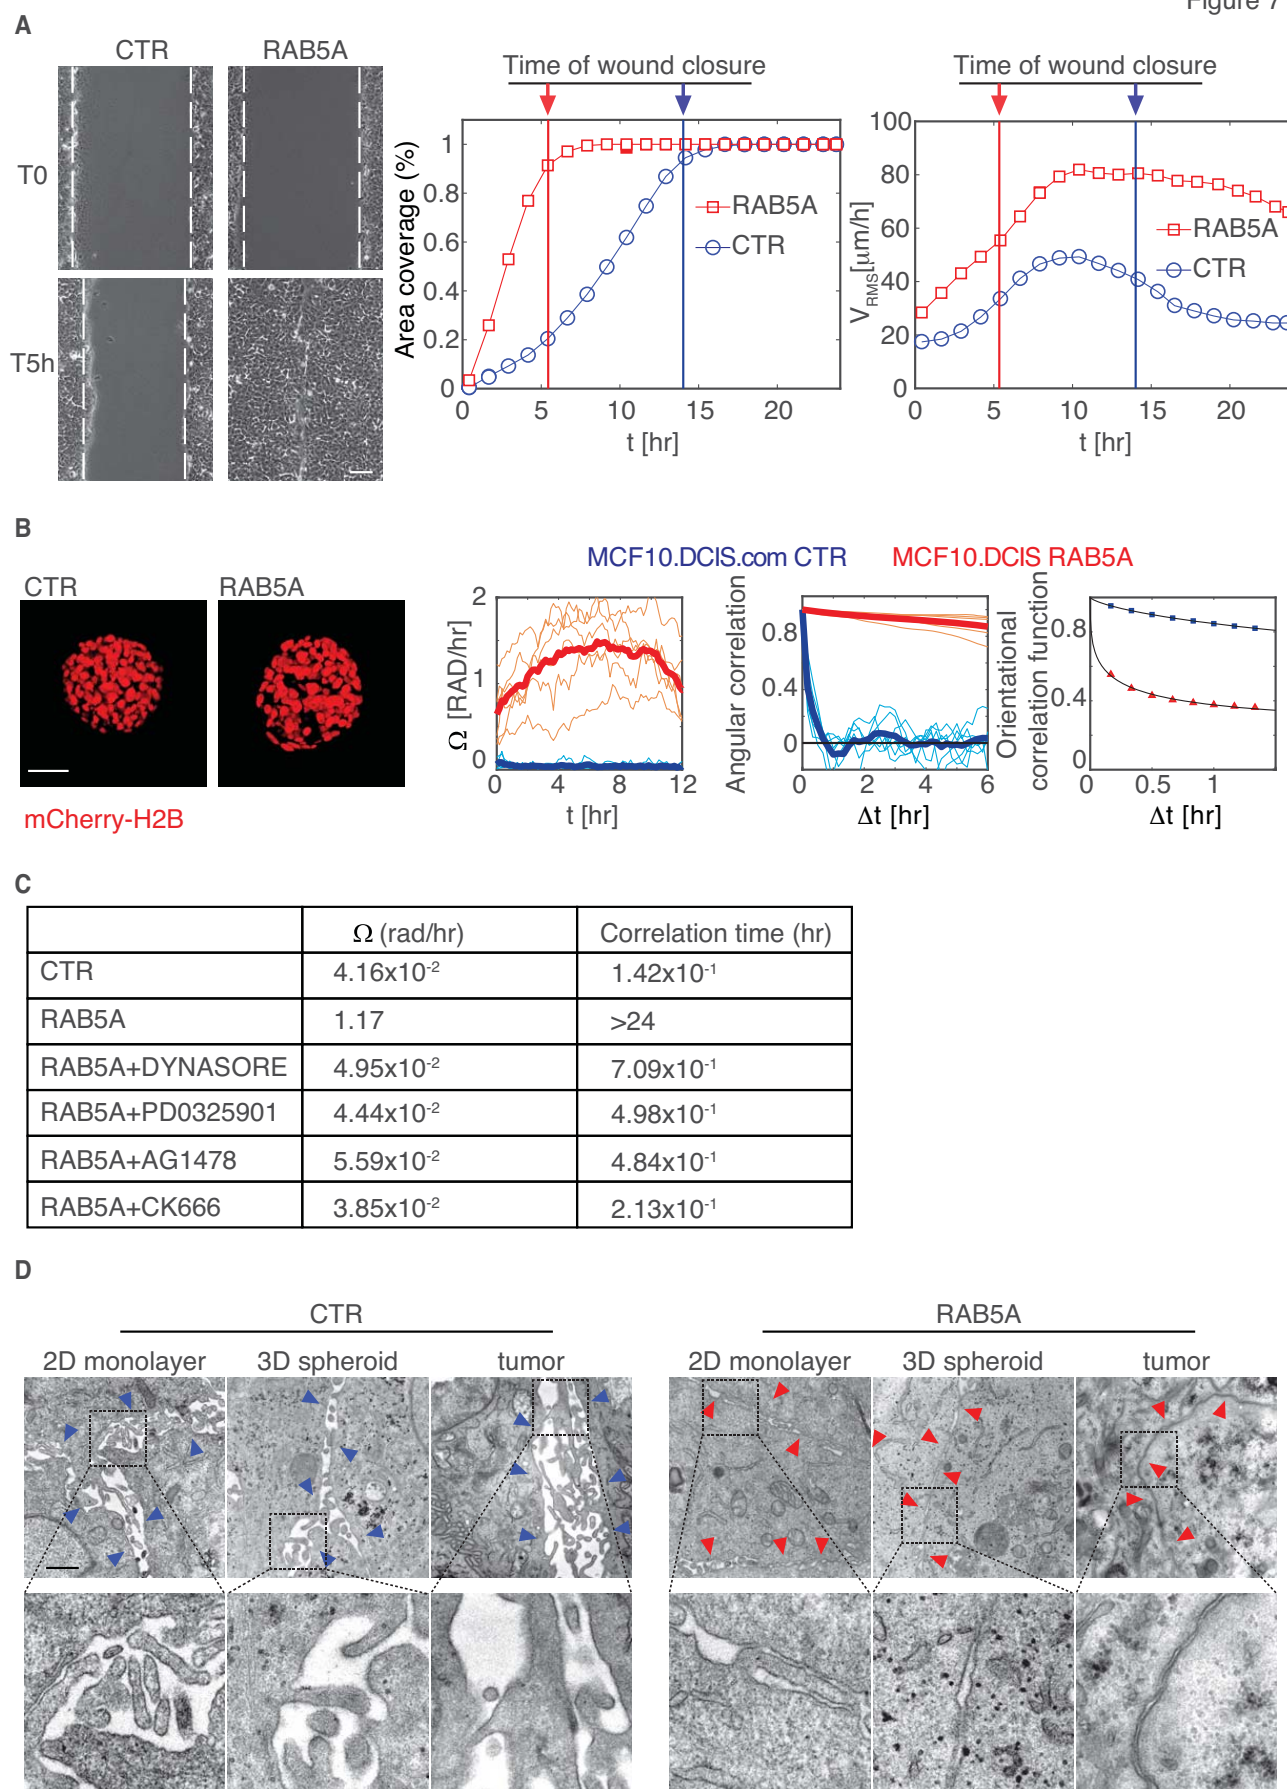 Figure 7
A
CTR
RAB5A
T0
T5h
Time of wound closure
Area coverage (%)
1
0.8
0.6
0.4
0.2
0
RAB5A
CTR
0 5 10 15 20
t [hr]
Time of wound closure
V_RMS [μm/h]
100
80
60
40
20
0
RAB5A
CTR
0 5 10 15 20
t [hr]
B
CTR
RAB5A
mCherry-H2B
MCF10.DCIS.com CTR
MCF10.DCIS RAB5A
Ω [RAD/hr]
2
1
0
0 4 8 12
t [hr]
Angular correlation
0.8
0.4
0
0 2 4 6
Δt [hr]
Orientational
correlation function
0.8
0.4
0
0 0.5 1
Δt [hr]
C
Ω (rad/hr) Correlation time (hr)
CTR 4.16x10⁻² 1.42x10⁻¹
RAB5A 1.17 >24
RAB5A+DYNASORE 4.95x10⁻² 7.09x10⁻¹
RAB5A+PD0325901 4.44x10⁻² 4.98x10⁻¹
RAB5A+AG1478 5.59x10⁻² 4.84x10⁻¹
RAB5A+CK666 3.85x10⁻² 2.13x10⁻¹
D
CTR
2D monolayer
3D spheroid
tumor
RAB5A
2D monolayer
3D spheroid
tumor